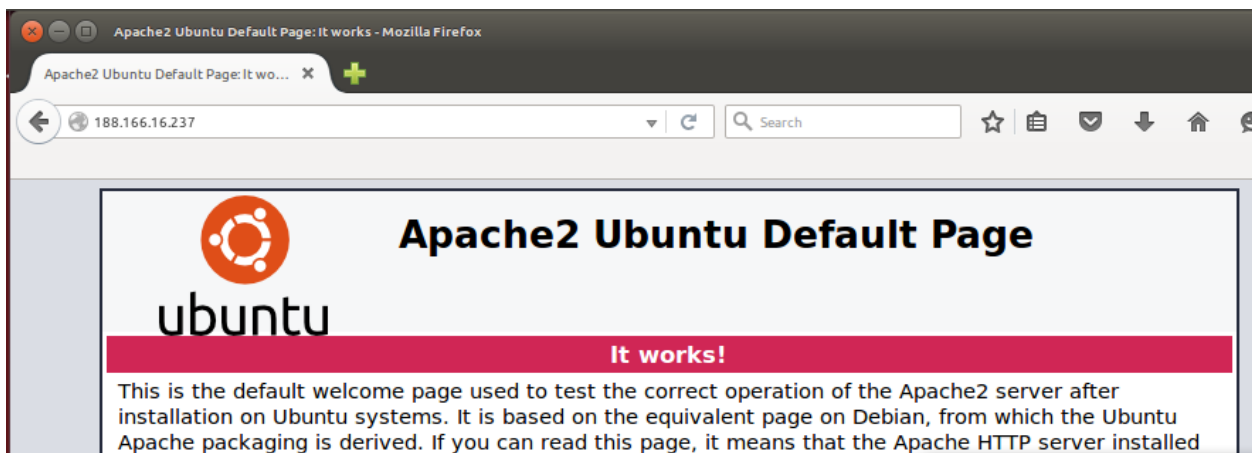 Apache2 Ubuntu Default Page: It works - Mozilla Firefox
Apache2 Ubuntu Default Page: It wo...
188.166.16.237
Search
Apache2 Ubuntu Default Page
ubuntu
It works!
This is the default welcome page used to test the correct operation of the Apache2 server after
installation on Ubuntu systems. It is based on the equivalent page on Debian, from which the Ubuntu
Apache packaging is derived. If you can read this page, it means that the Apache HTTP server installed